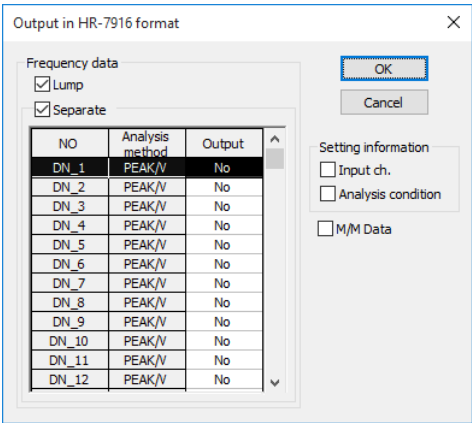 Output in HR-7916 format
Frequency data
Lump
Separate
NO Analysis method Output
DN_1 PEAK/V No
DN_2 PEAK/V No
DN_3 PEAK/V No
DN_4 PEAK/V No
DN_5 PEAK/V No
DN_6 PEAK/V No
DN_7 PEAK/V No
DN_8 PEAK/V No
DN_9 PEAK/V No
DN_10 PEAK/V No
DN_11 PEAK/V No
DN_12 PEAK/V No
OK
Cancel
Setting information
Input ch.
Analysis condition
M/M Data